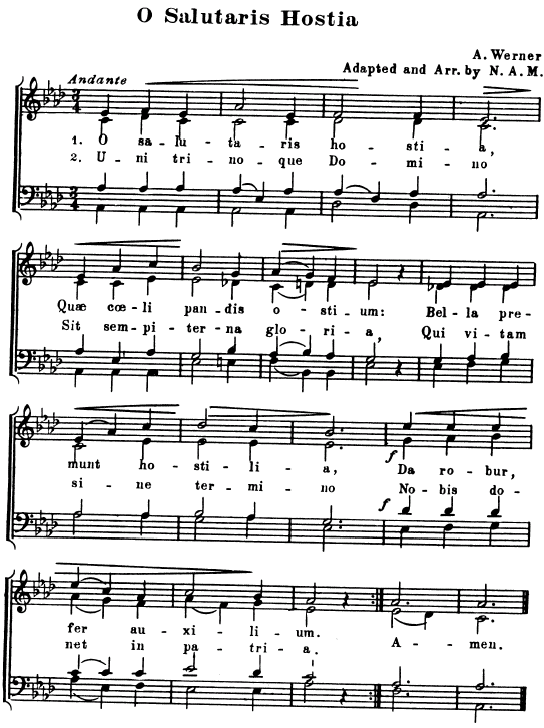 O Salutaris Hostia
A. Werner
Adapted and Arr. by N. A. M.
Andante
1. O sa - lu - ta - ris ho - sti - a,
2. U - ni tri - no - que Do - mi - no
Quæ cœ - li pan - dis o - sti - um: Bel - la pre -
Sit sem - pi - ter - na glo - ri - a, Qui vi - tam
f
munt ho - sti - li - a, Da ro - bur,
si - ne ter - mi - no No - bis do -
f
fer au - xi - li - um. A - men.
net in pa - tri - a.